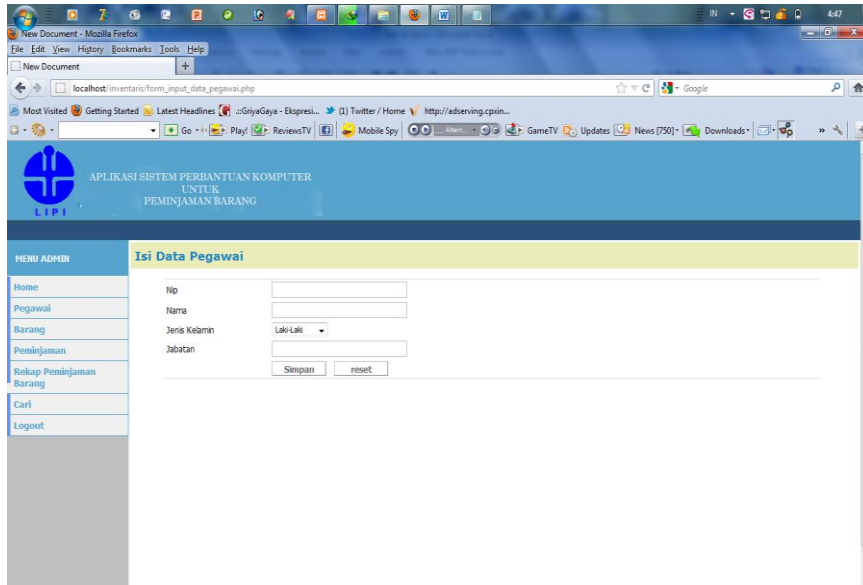 IN 4:47
New Document - Mozilla Firefox
File Edit View History Bookmarks Tools Help
New Document
localhost/inventaris/form_input_data_pegawai.php
Google
Most Visited Getting Started Latest Headlines .::GriyaGaya - Ekspresi... (1) Twitter / Home http://adserving.cpxin...
Go Play! ReviewsTV Mobile Spy GameTV Updates News [750] Downloads
APLIKASI SISTEM PERBANTUAN KOMPUTER
UNTUK
PEMINJAMAN BARANG
LIPI
MENU ADMIN
Isi Data Pegawai
Home
Pegawai
Barang
Peminjaman
Rekap Peminjaman
Barang
Cari
Logout
Nip
Nama
Jenis Kelamin Laki-Laki
Jabatan
Simpan reset